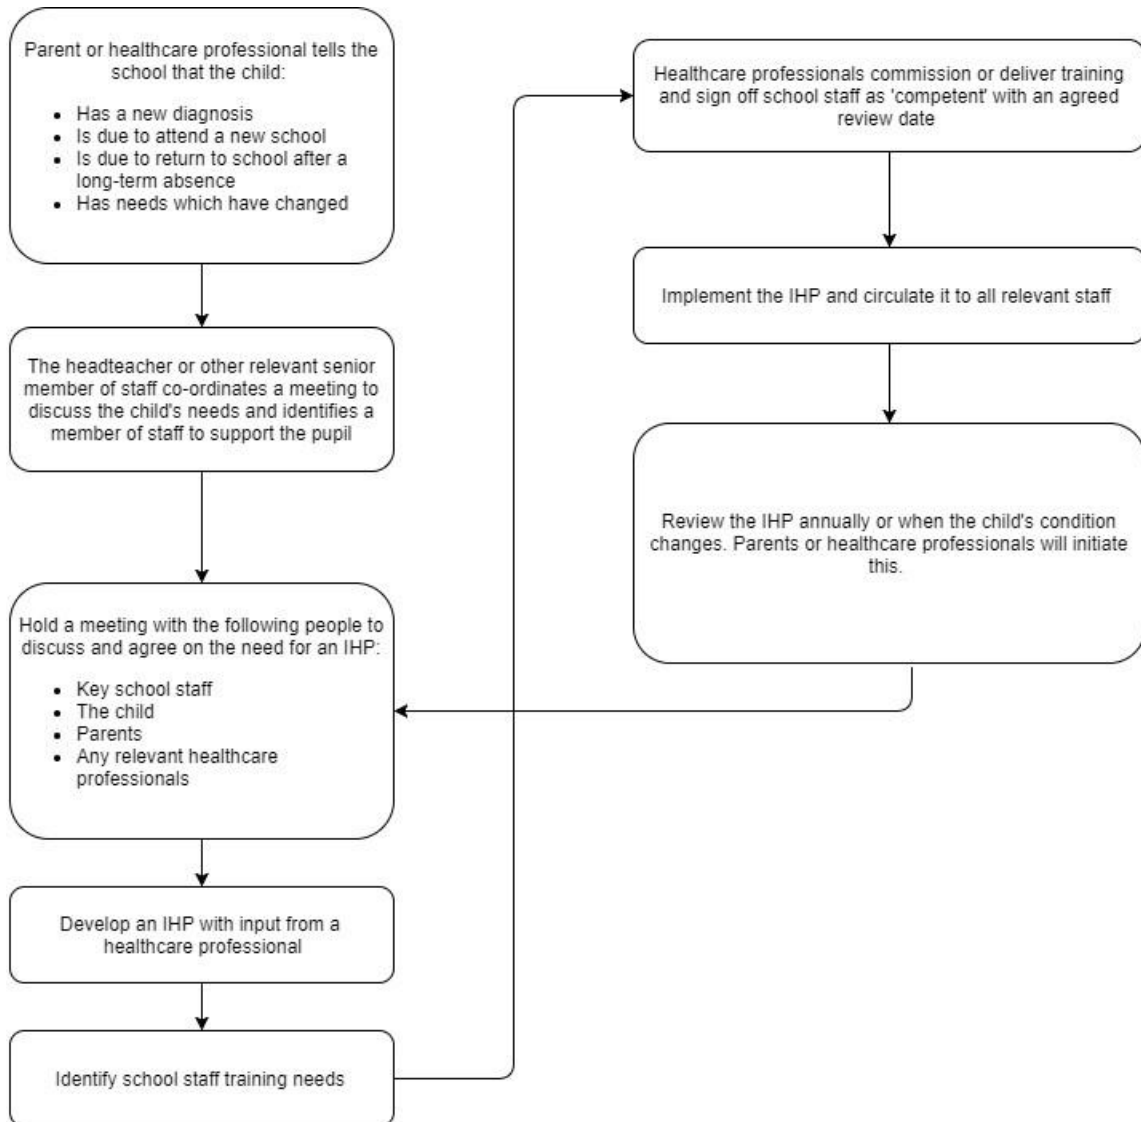 Parent or healthcare professional tells the
school that the child:
• Has a new diagnosis
• Is due to attend a new school
• Is due to return to school after a
long-term absence
• Has needs which have changed
The headteacher or other relevant senior
member of staff co-ordinates a meeting to
discuss the child's needs and identifies a
member of staff to support the pupil
Hold a meeting with the following people to
discuss and agree on the need for an IHP:
• Key school staff
• The child
• Parents
• Any relevant healthcare
professionals
Develop an IHP with input from a
healthcare professional
Identify school staff training needs
Healthcare professionals commission or deliver training
and sign off school staff as 'competent' with an agreed
review date
Implement the IHP and circulate it to all relevant staff
Review the IHP annually or when the child's condition
changes. Parents or healthcare professionals will initiate
this.